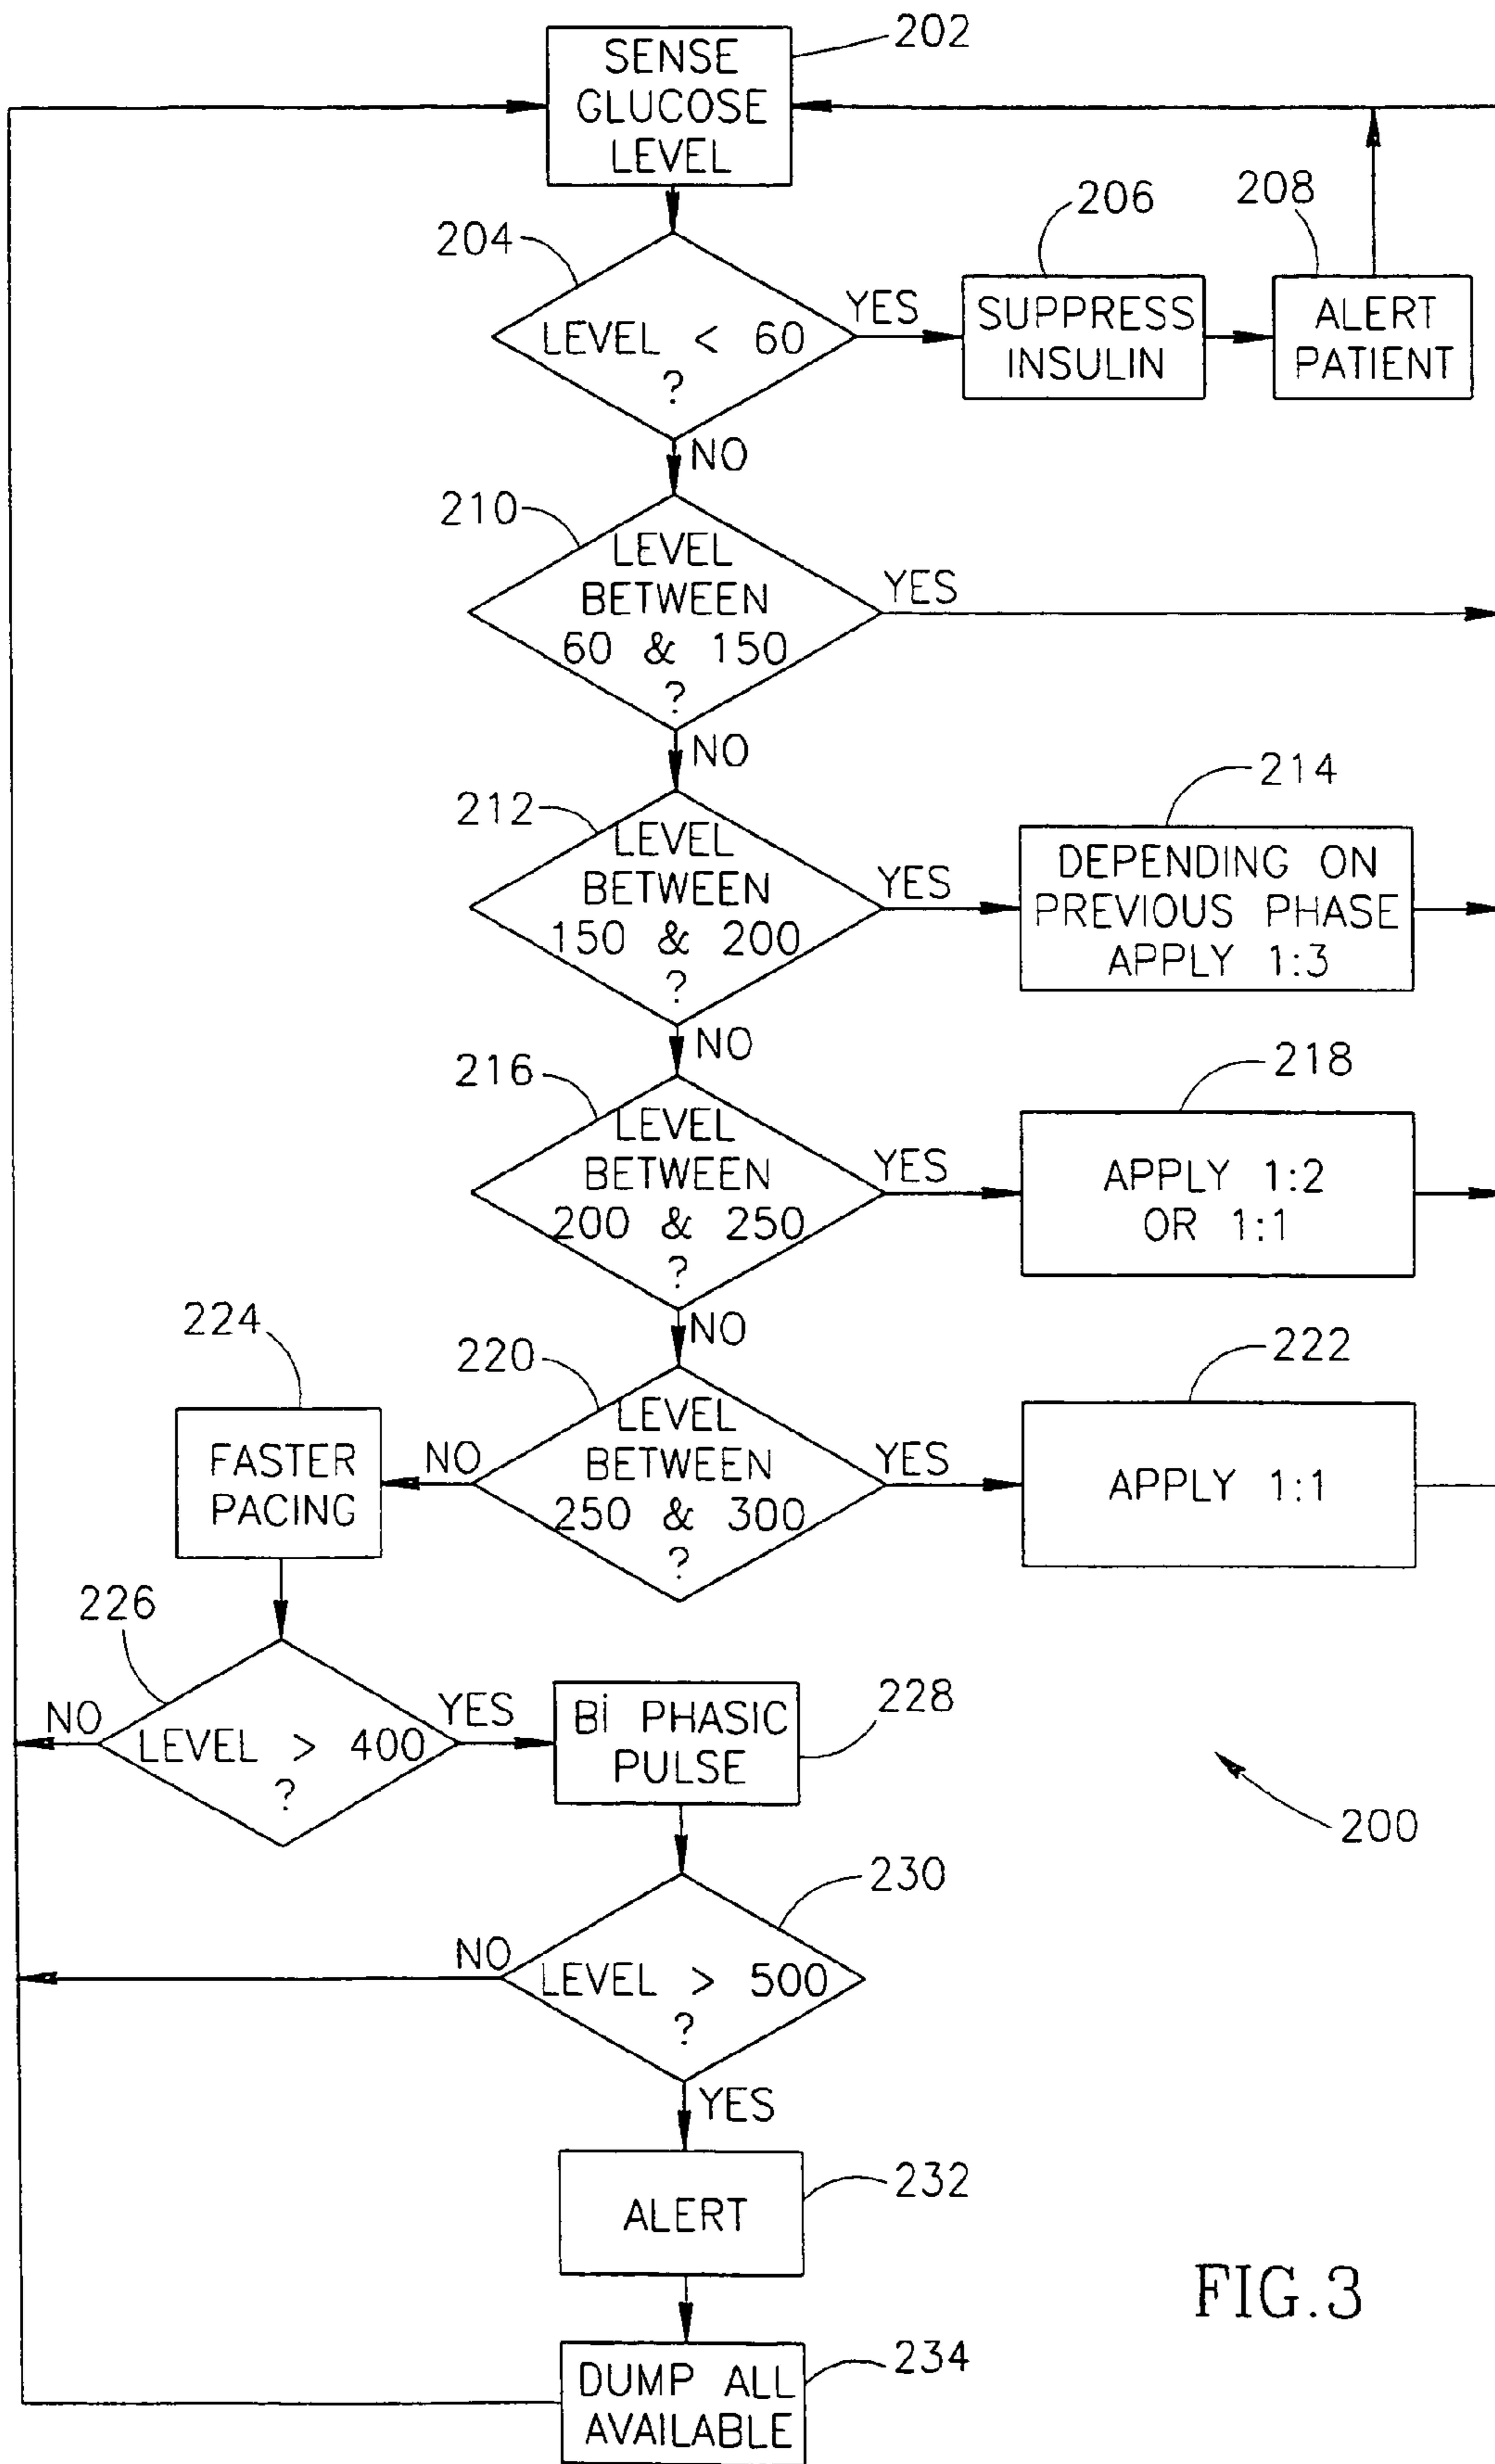 202
SENSE
GLUCOSE
LEVEL
204
LEVEL < 60
?
YES
206
SUPPRESS
INSULIN
208
ALERT
PATIENT
NO
210
LEVEL
BETWEEN
60 & 150
?
YES
NO
212
LEVEL
BETWEEN
150 & 200
?
YES
214
DEPENDING ON
PREVIOUS PHASE
APPLY 1:3
NO
216
LEVEL
BETWEEN
200 & 250
?
YES
218
APPLY 1:2
OR 1:1
NO
220
LEVEL
BETWEEN
250 & 300
?
YES
222
APPLY 1:1
NO
224
FASTER
PACING
226
LEVEL > 400
?
NO
YES
228
Bi PHASIC
PULSE
200
230
LEVEL > 500
?
NO
YES
232
ALERT
234
DUMP ALL
AVAILABLE
FIG.3